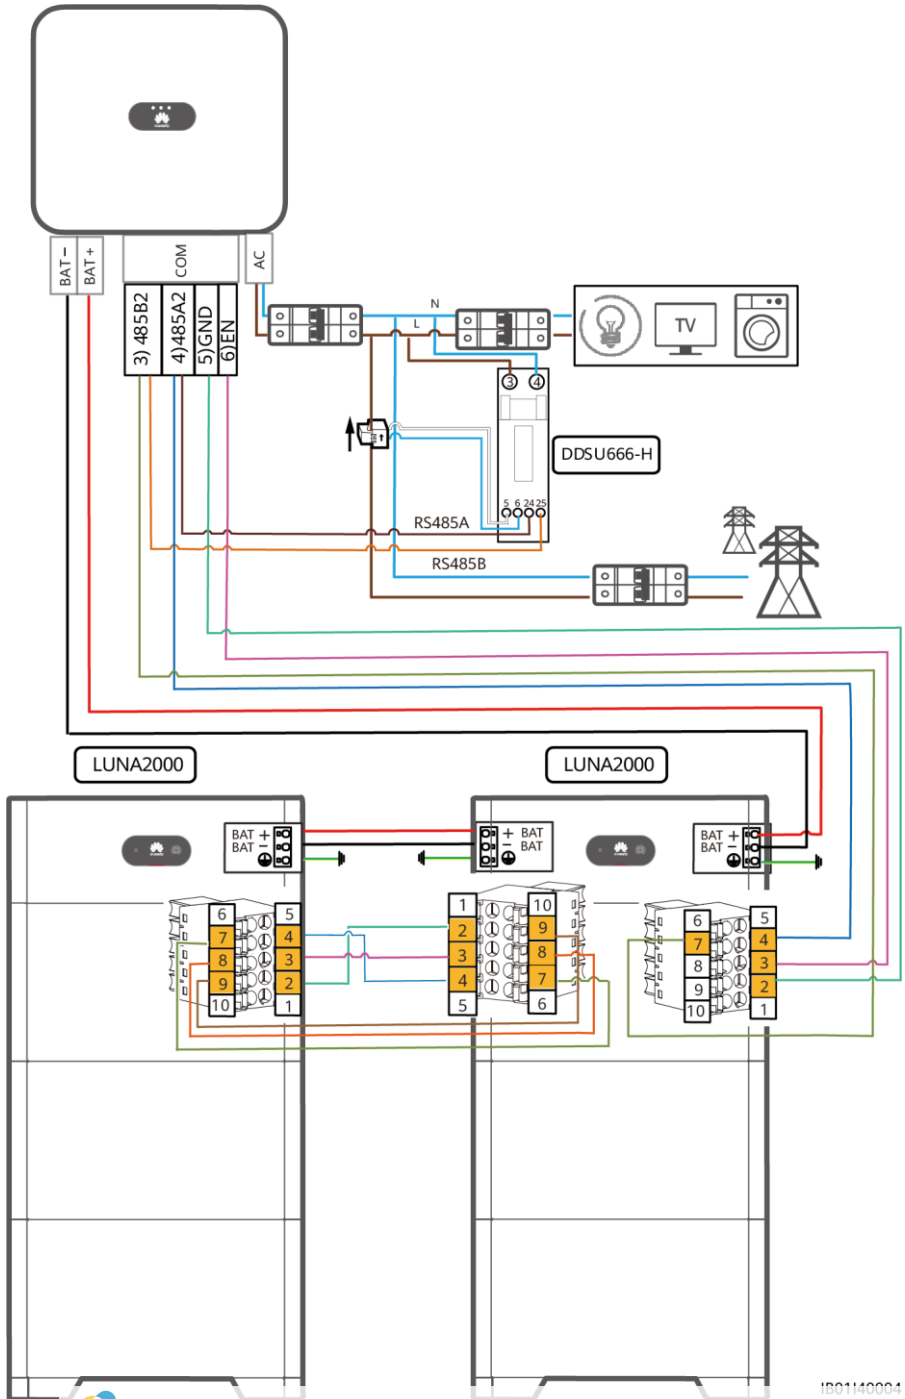 HUAWEI
BAT −
BAT +
COM
AC
3) 485B2
4)485A2
5)GND
6)EN
N
L
TV
3 4
DDSU666-H
5 6 24 25
RS485A
RS485B
LUNA2000
LUNA2000
BAT +
BAT −
+ BAT
− BAT
BAT +
BAT −
HUAWEI
HUAWEI
6
7
8
9
10
5
4
3
2
1
1
2
3
4
5
10
9
8
7
6
6
7
8
9
10
5
4
3
2
1
IB01I40004